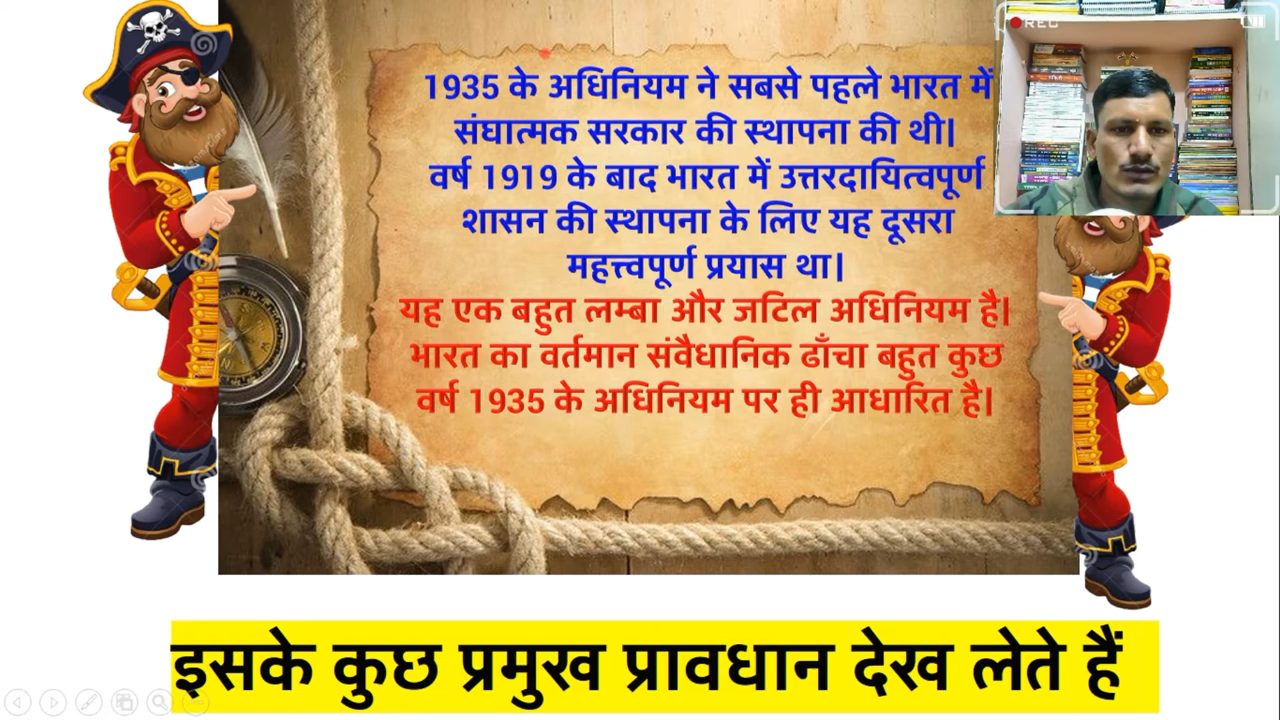 1935 के अधिनियम ने सबसे पहले भारत में
संघात्मक सरकार की स्थापना की थी|
वर्ष 1919 के बाद भारत में उत्तरदायित्वपूर्ण
शासन की स्थापना के लिए यह दूसरा
महत्त्वपूर्ण प्रयास था|
यह एक बहुत लम्बा और जटिल अधिनियम है|
भारत का वर्तमान संवैधानिक ढाँचा बहुत कुछ
वर्ष 1935 के अधिनियम पर ही आधारित है|
REC
इसके कुछ प्रमुख प्रावधान देख लेते हैं